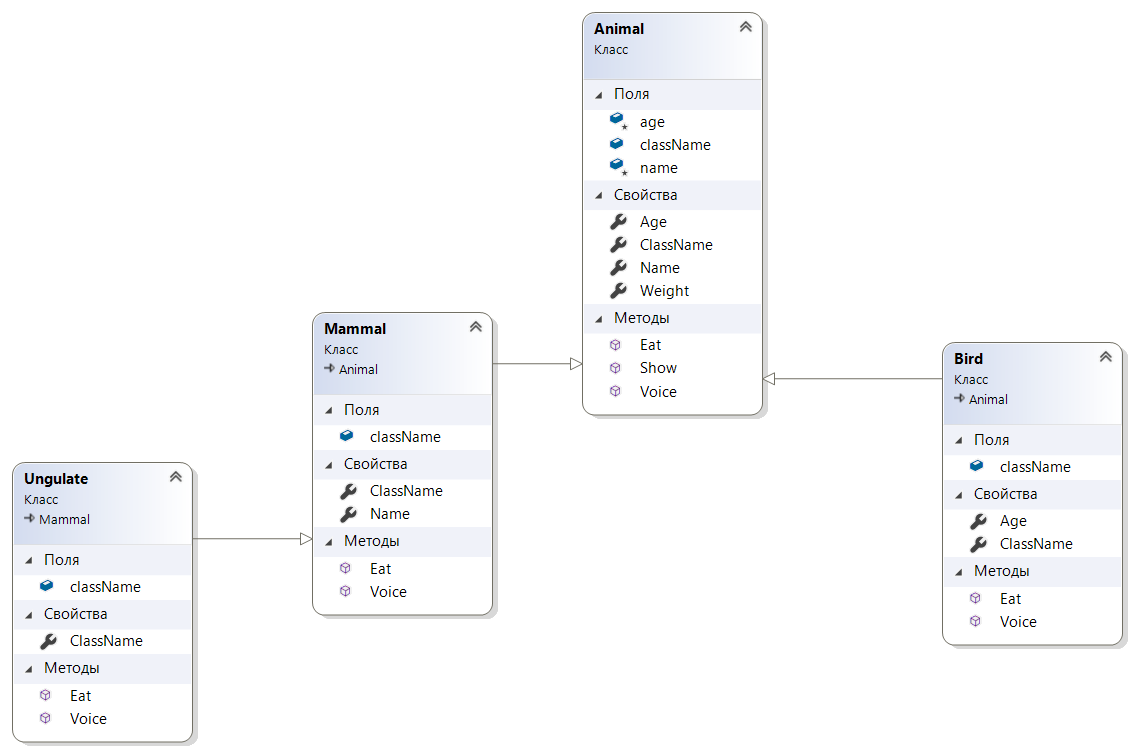 Animal
Класс
Поля
age
className
name
Свойства
Age
ClassName
Name
Weight
Методы
Eat
Show
Voice
Mammal
Класс
Animal
Поля
className
Свойства
ClassName
Name
Методы
Eat
Voice
Bird
Класс
Animal
Поля
className
Свойства
Age
ClassName
Методы
Eat
Voice
Ungulate
Класс
Mammal
Поля
className
Свойства
ClassName
Методы
Eat
Voice